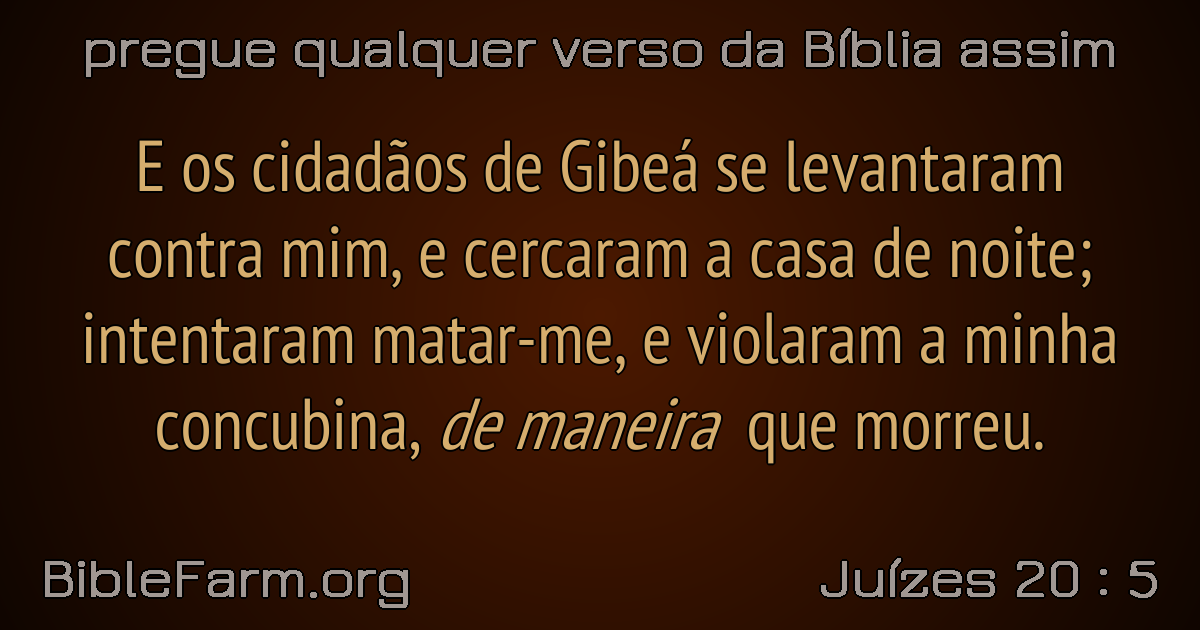 pregue qualquer verso da Bíblia assim
E os cidadãos de Gibeá se levantaram
contra mim, e cercaram a casa de noite;
intentaram matar-me, e violaram a minha
concubina, de maneira que morreu.
BibleFarm.org
Juízes 20 : 5